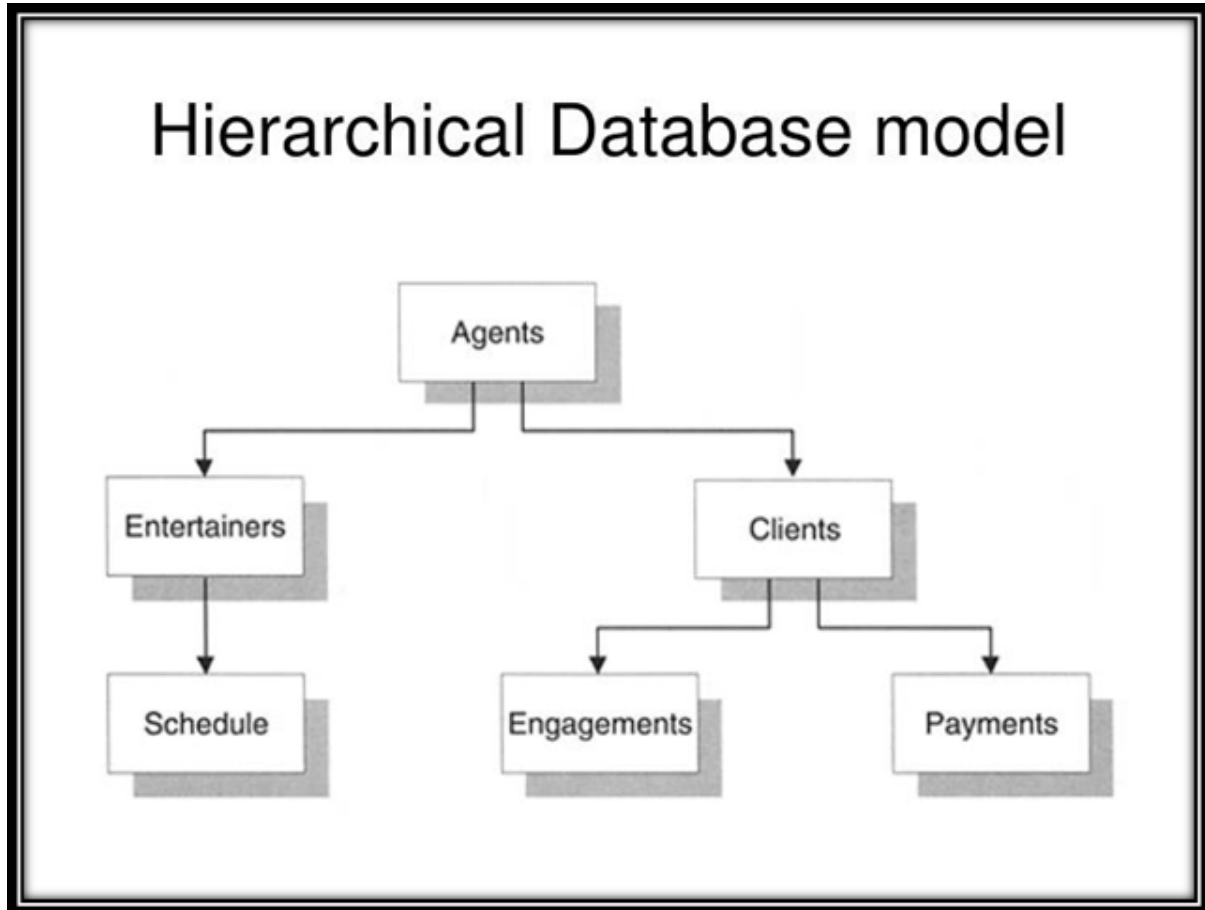 Hierarchical Database model
Agents
Entertainers
Clients
Schedule
Engagements
Payments